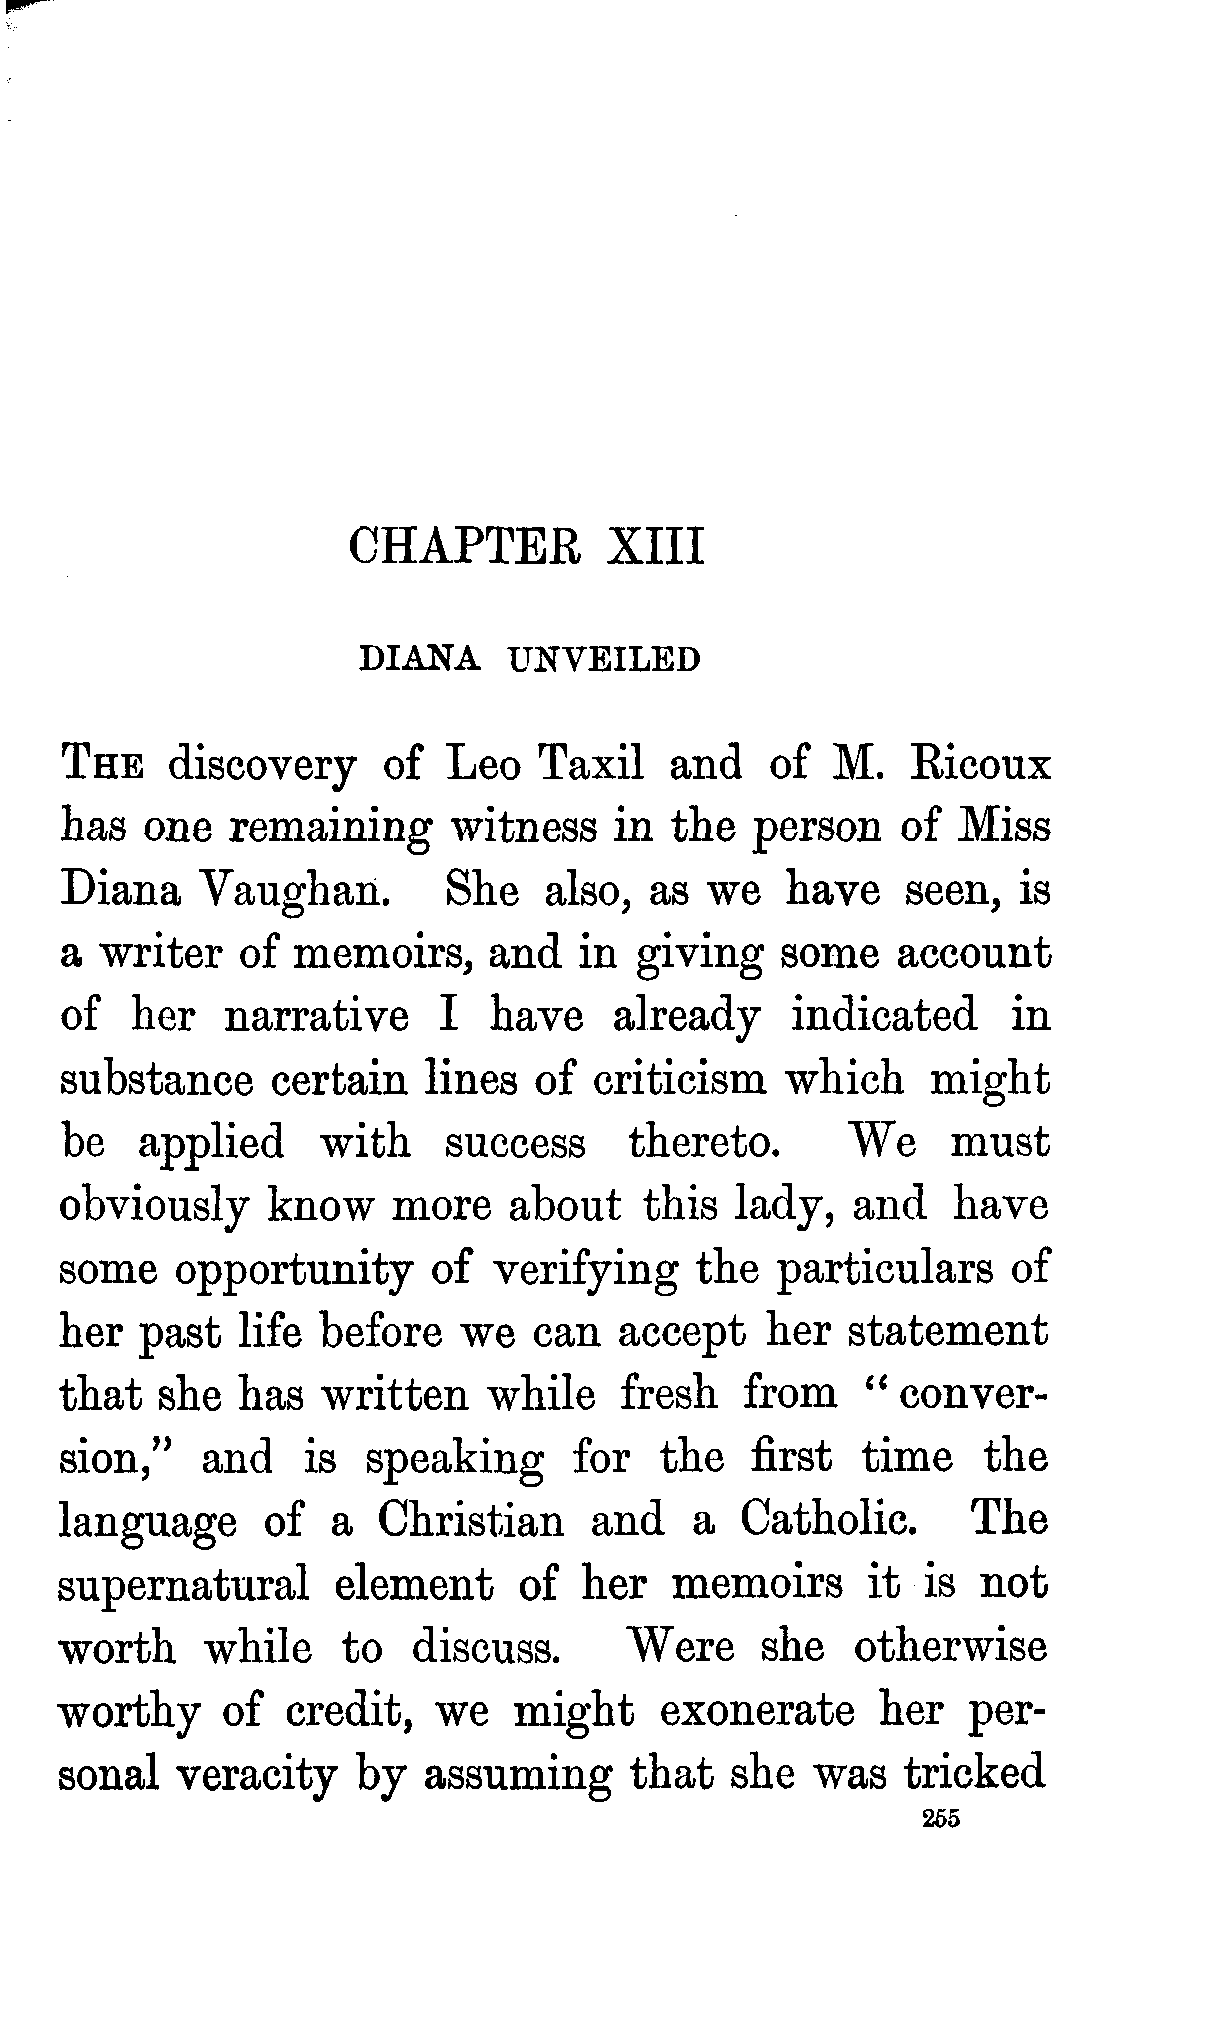 CHAPTER XIII
DIANA UNVEILED
THE discovery of Leo Taxil and of M. Ricoux
has one remaining witness in the person of Miss
Diana Vaughan. She also, as we have seen, is
a writer of memoirs, and in giving some account
of her narrative I have already indicated in
substance certain lines of criticism which might
be applied with success thereto. We must
obviously know more about this lady, and have
some opportunity of verifying the particulars of
her past life before we can accept her statement
that she has written while fresh from “conver-
sion,” and is speaking for the first time the
language of a Christian and a Catholic. The
supernatural element of her memoirs it is not
worth while to discuss. Were she otherwise
worthy of credit, we might exonerate her per-
sonal veracity by assuming that she was tricked
255